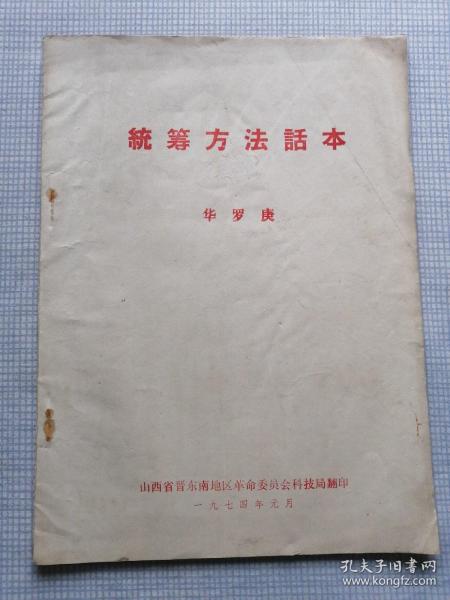 統筹方法話本
华罗庚
山西省晋东南地区革命委员会科技局翻印
一九七四年元月
孔夫子旧书网
www.kongfz.com